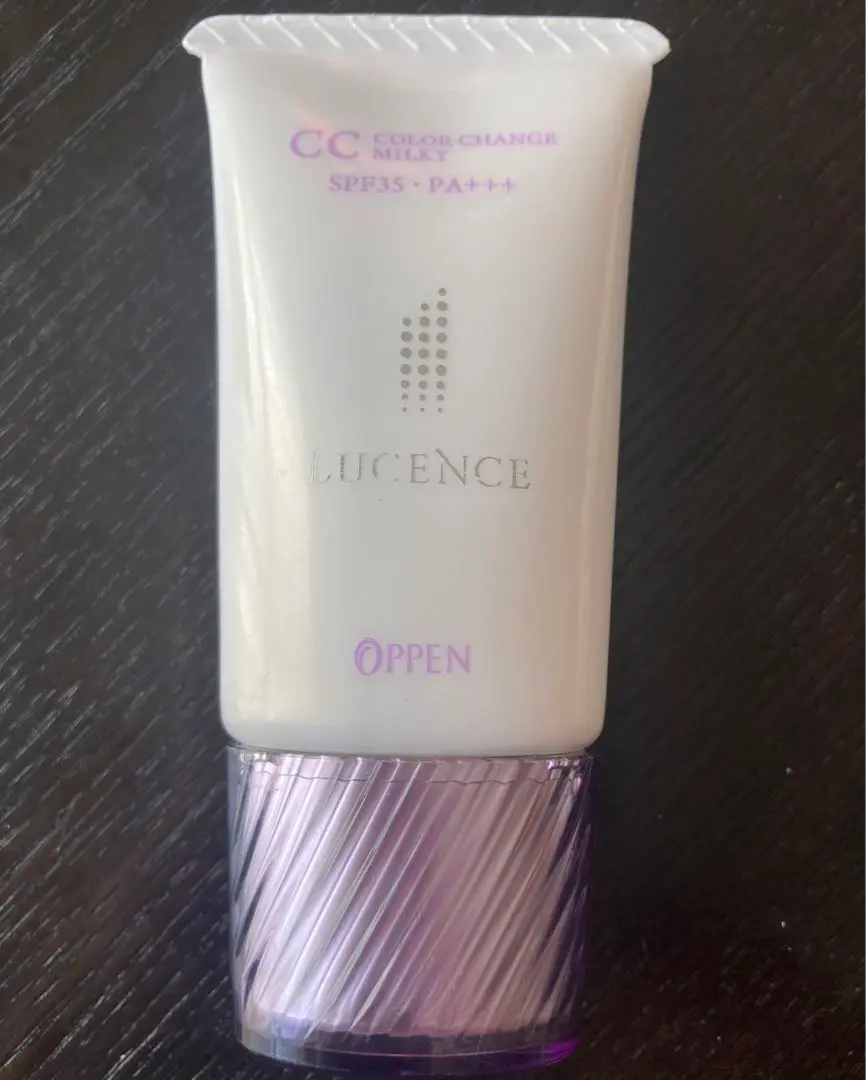 CC COLOR CHANGE
MILKY
SPF35・PA+++
LUCENCE
OPPEN